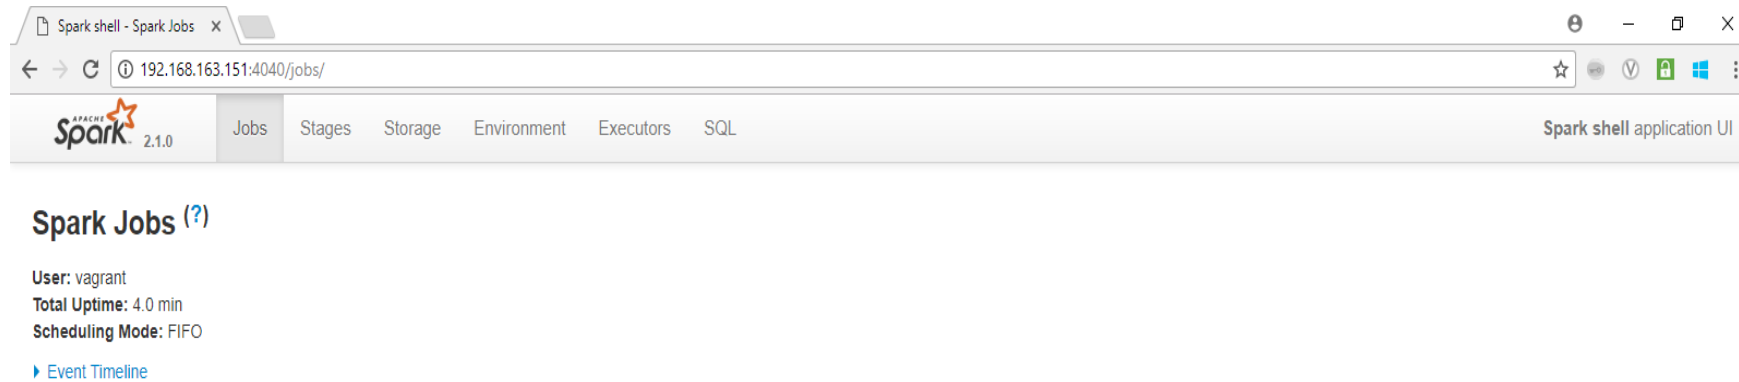 Spark shell - Spark Jobs
192.168.163.151:4040/jobs/
APACHE Spark 2.1.0 Jobs Stages Storage Environment Executors SQL Spark shell application UI
Spark Jobs (?)
User: vagrant
Total Uptime: 4.0 min
Scheduling Mode: FIFO
Event Timeline